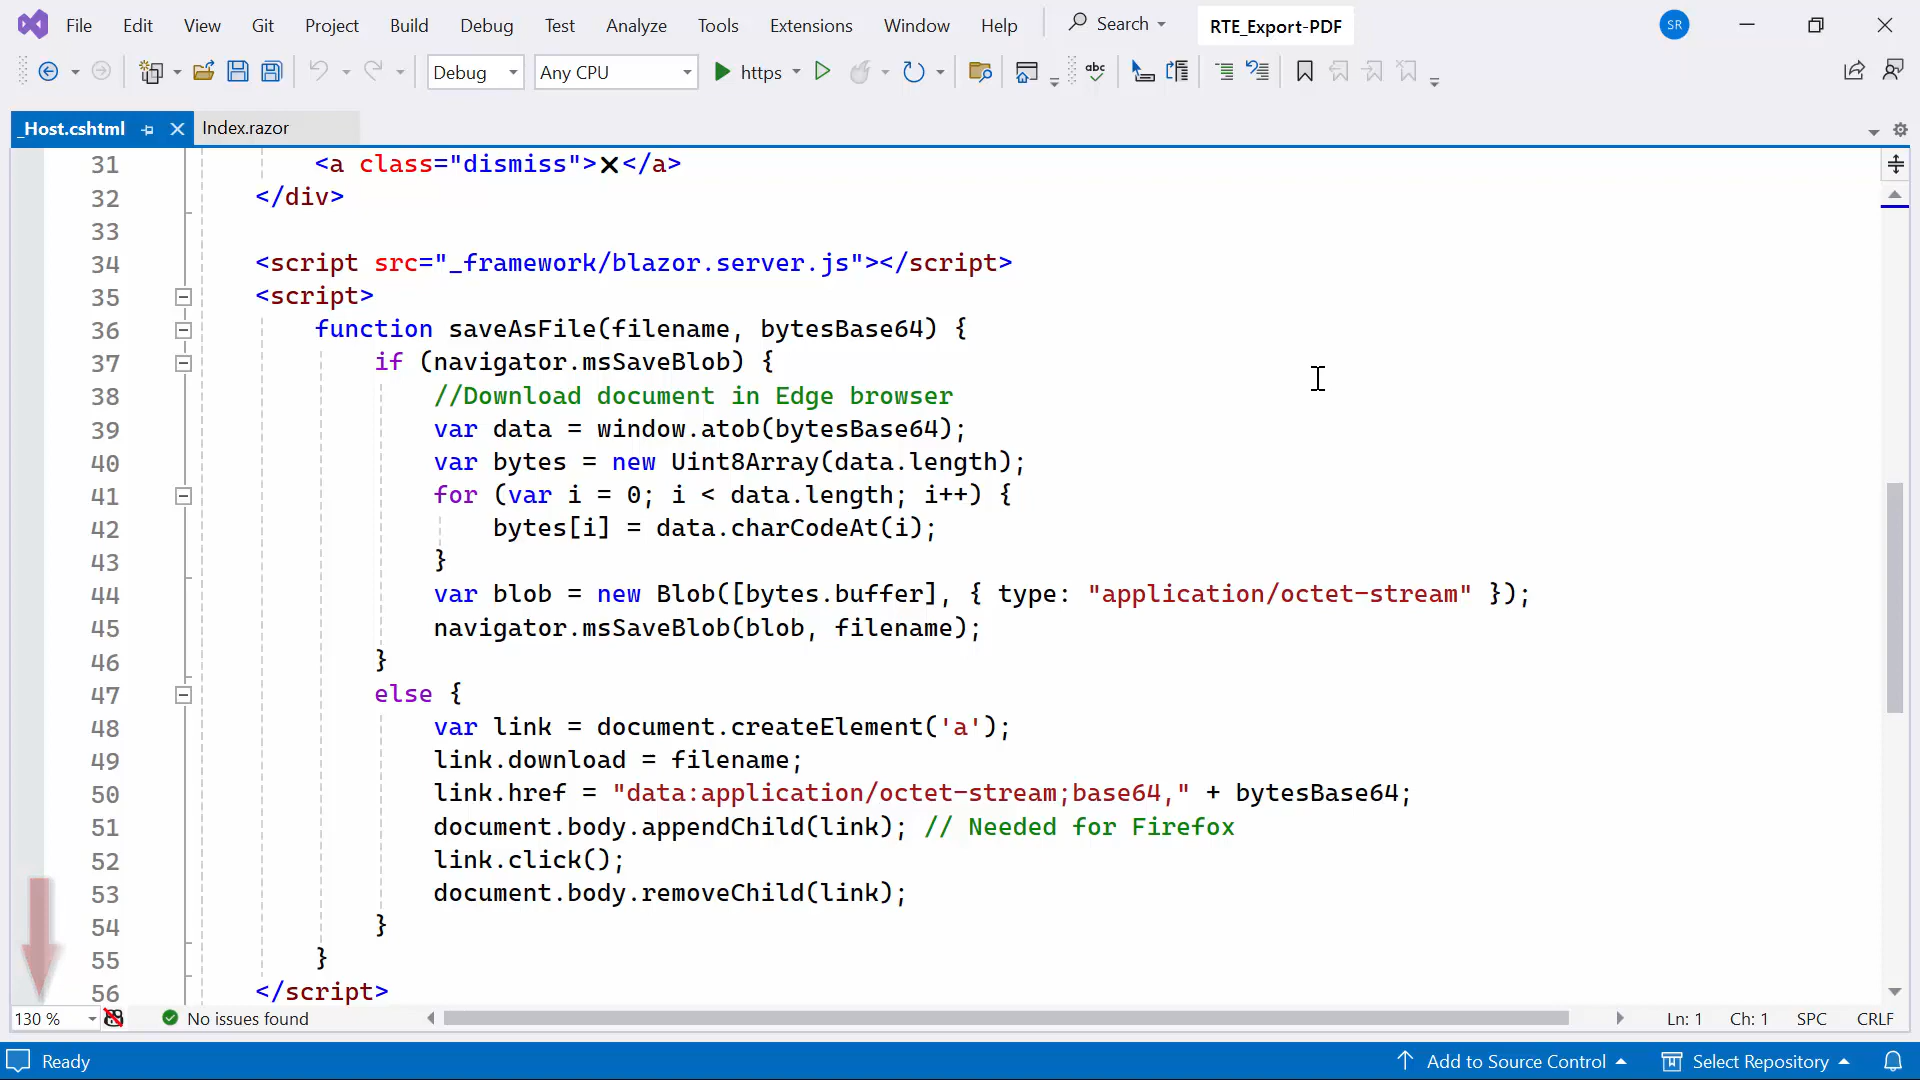 File Edit View Git Project Build Debug Test Analyze Tools Extensions Window Help Search RTE_Export-PDF SR
Debug Any CPU https abc
_Host.cshtml Index.razor
31 <a class="dismiss">🗙</a>
32 </div>
33
34 <script src="_framework/blazor.server.js"></script>
35 <script>
36 function saveAsFile(filename, bytesBase64) {
37 if (navigator.msSaveBlob) {
38 //Download document in Edge browser
39 var data = window.atob(bytesBase64);
40 var bytes = new Uint8Array(data.length);
41 for (var i = 0; i < data.length; i++) {
42 bytes[i] = data.charCodeAt(i);
43 }
44 var blob = new Blob([bytes.buffer], { type: "application/octet-stream" });
45 navigator.msSaveBlob(blob, filename);
46 }
47 else {
48 var link = document.createElement('a');
49 link.download = filename;
50 link.href = "data:application/octet-stream;base64," + bytesBase64;
51 document.body.appendChild(link); // Needed for Firefox
52 link.click();
53 document.body.removeChild(link);
54 }
55 }
56 </script>
130 % No issues found Ln: 1 Ch: 1 SPC CRLF
Ready Add to Source Control Select Repository